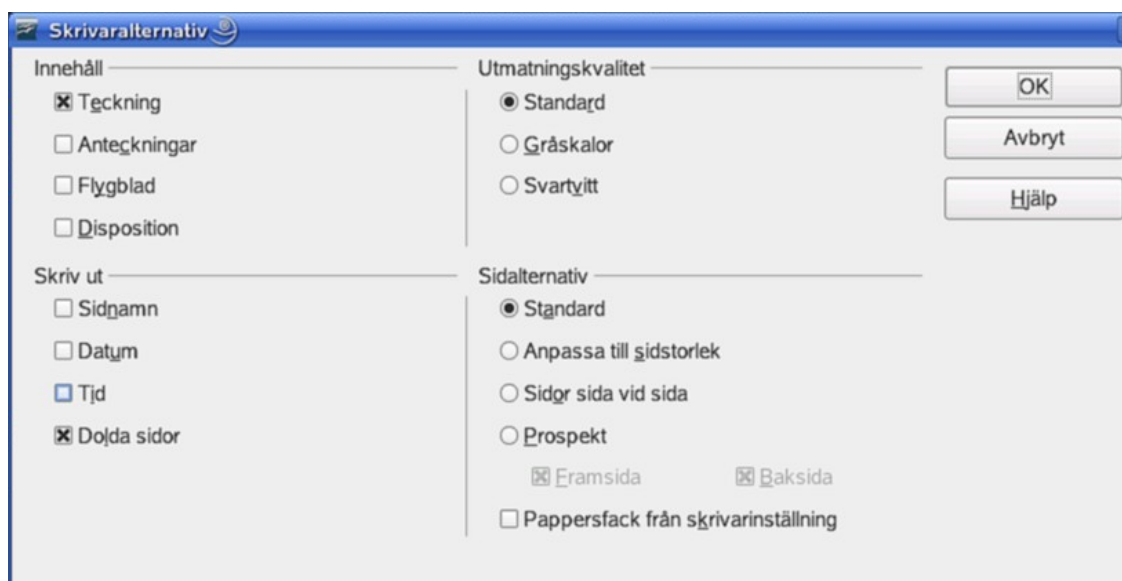 Skrivaralternativ
Innehåll
Teckning
Anteckningar
Flygblad
Disposition
Utmatningskvalitet
Standard
Gråskalor
Svartvitt
OK
Avbryt
Hjälp
Skriv ut
Sidnamn
Datum
Tid
Dolda sidor
Sidalternativ
Standard
Anpassa till sidstorlek
Sidor sida vid sida
Prospekt
Framsida Baksida
Pappersfack från skrivarinställning